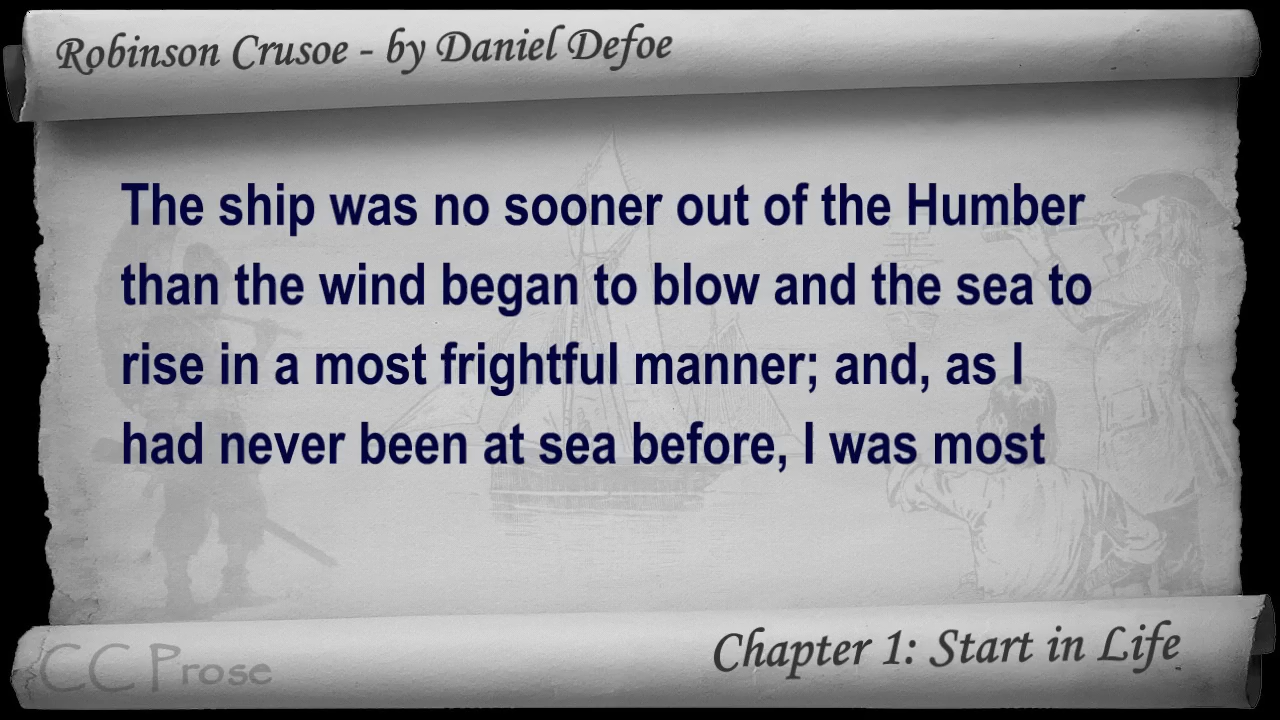 Robinson Crusoe - by Daniel Defoe
The ship was no sooner out of the Humber
than the wind began to blow and the sea to
rise in a most frightful manner; and, as I
had never been at sea before, I was most
CC Prose
Chapter 1: Start in Life